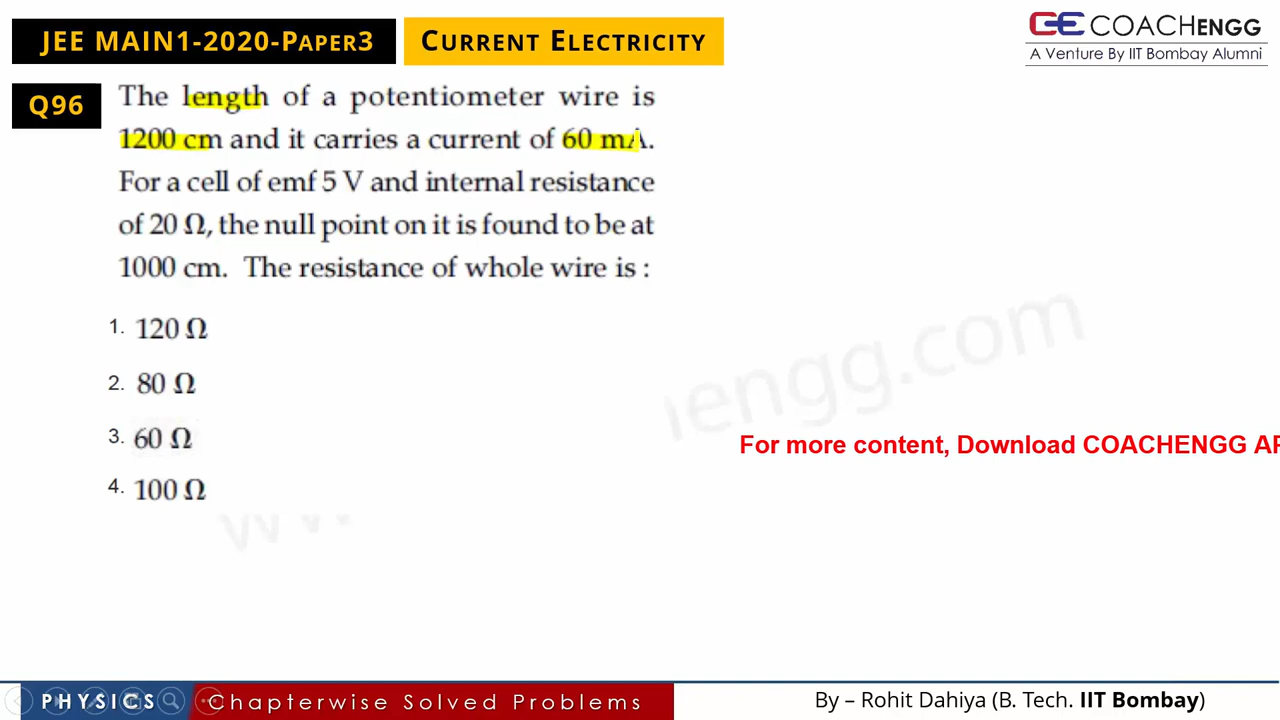 JEE MAIN1-2020-PAPER3
CURRENT ELECTRICITY
CE COACHENGG
A Venture By IIT Bombay Alumni
Q96
The length of a potentiometer wire is
1200 cm and it carries a current of 60 mA.
For a cell of emf 5 V and internal resistance
of 20 Ω, the null point on it is found to be at
1000 cm. The resistance of whole wire is :
1. 120 Ω
2. 80 Ω
3. 60 Ω
4. 100 Ω
For more content, Download COACHENGG
PHYSICS
Chapterwise Solved Problems
By – Rohit Dahiya (B. Tech. IIT Bombay)